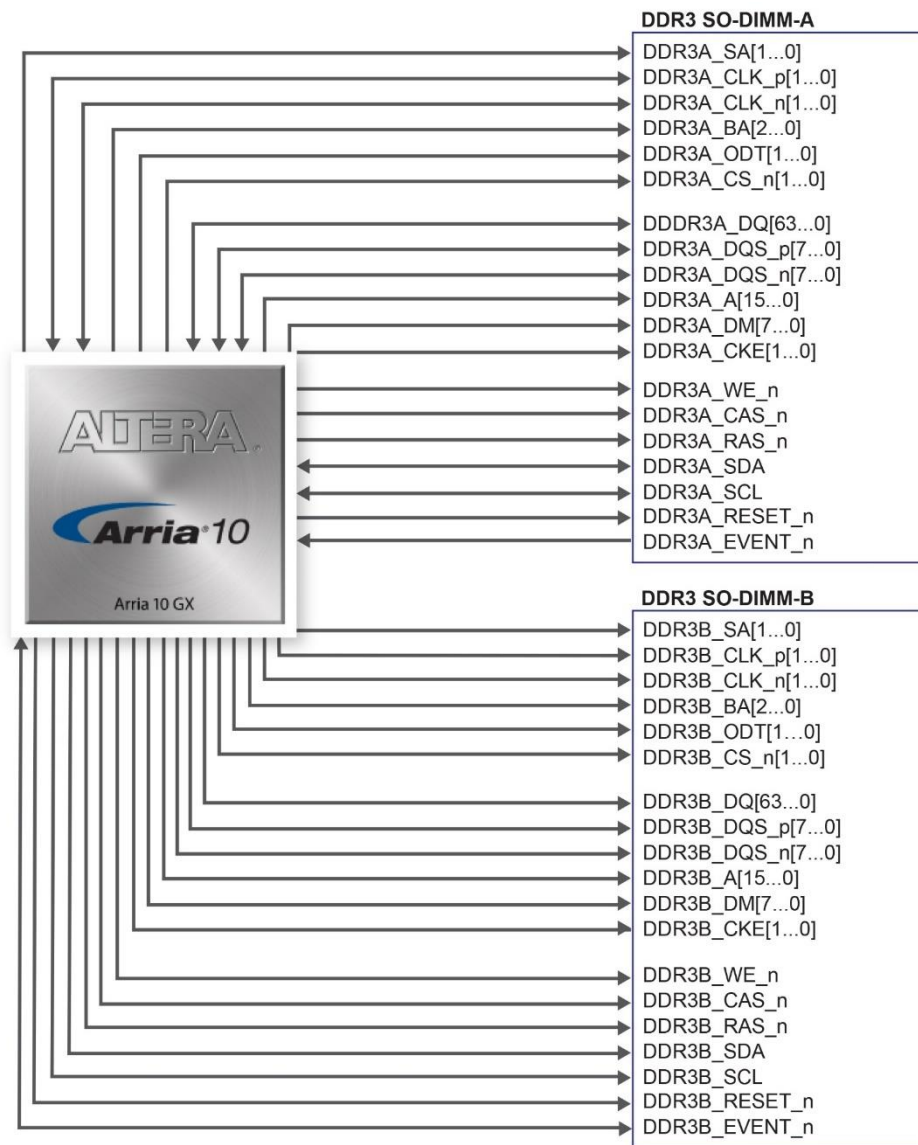 DDR3 SO-DIMM-A
DDR3A_SA[1...0]
DDR3A_CLK_p[1...0]
DDR3A_CLK_n[1...0]
DDR3A_BA[2...0]
DDR3A_ODT[1...0]
DDR3A_CS_n[1...0]
DDDR3A_DQ[63...0]
DDR3A_DQS_p[7...0]
DDR3A_DQS_n[7...0]
DDR3A_A[15...0]
DDR3A_DM[7...0]
DDR3A_CKE[1...0]
DDR3A_WE_n
DDR3A_CAS_n
DDR3A_RAS_n
DDR3A_SDA
DDR3A_SCL
DDR3A_RESET_n
DDR3A_EVENT_n
ALTERA®
Arria®10
Arria 10 GX
DDR3 SO-DIMM-B
DDR3B_SA[1...0]
DDR3B_CLK_p[1...0]
DDR3B_CLK_n[1...0]
DDR3B_BA[2...0]
DDR3B_ODT[1...0]
DDR3B_CS_n[1...0]
DDR3B_DQ[63...0]
DDR3B_DQS_p[7...0]
DDR3B_DQS_n[7...0]
DDR3B_A[15...0]
DDR3B_DM[7...0]
DDR3B_CKE[1...0]
DDR3B_WE_n
DDR3B_CAS_n
DDR3B_RAS_n
DDR3B_SDA
DDR3B_SCL
DDR3B_RESET_n
DDR3B_EVENT_n